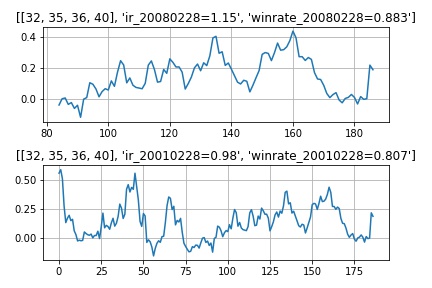 [[32, 35, 36, 40], 'ir_20080228=1.15', 'winrate_20080228=0.883']
0.4
0.2
0.0
80 100 120 140 160 180
[[32, 35, 36, 40], 'ir_20010228=0.98', 'winrate_20010228=0.807']
0.50
0.25
0.00
0 25 50 75 100 125 150 175